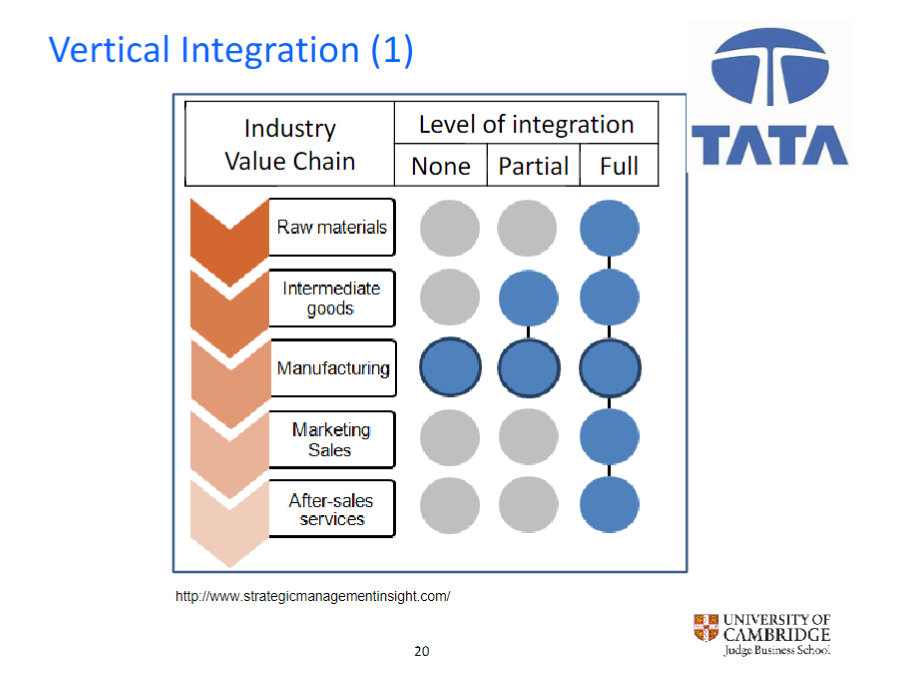 Vertical Integration (1)
TATA
Industry
Value Chain
Level of integration
None Partial Full
Raw materials
Intermediate
goods
Manufacturing
Marketing
Sales
After-sales
services
http://www.strategicmanagementinsight.com/
20
UNIVERSITY OF
CAMBRIDGE
Judge Business School